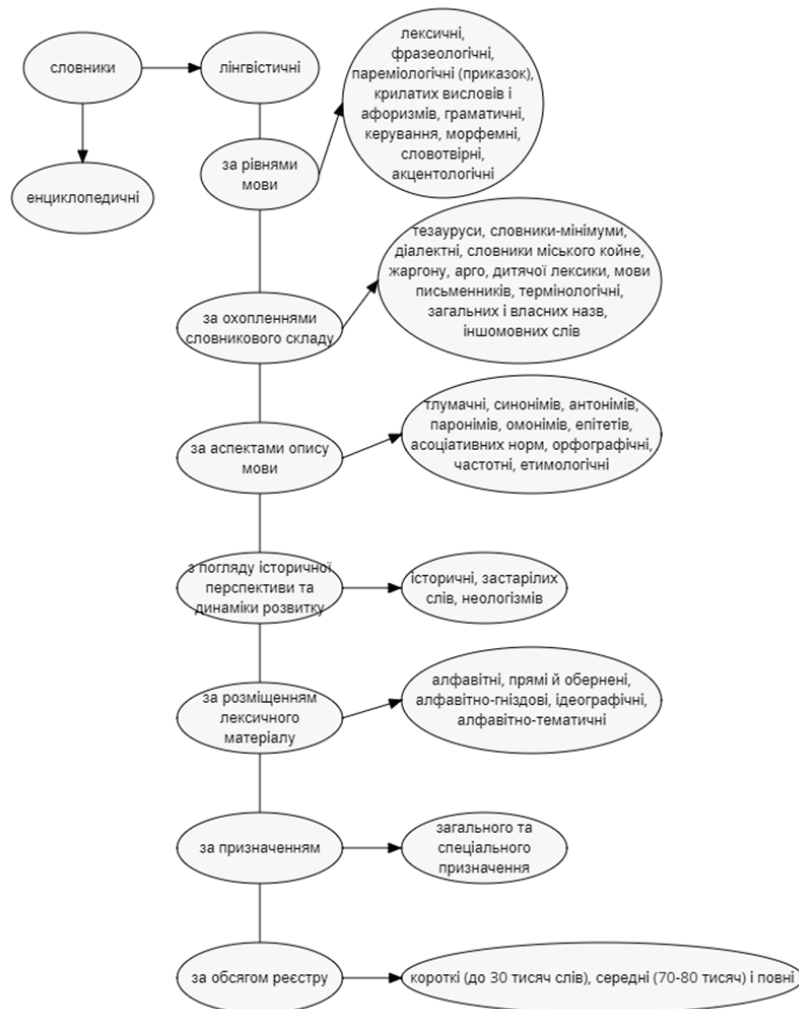 словники
лінгвістичні
енциклопедичні
лексичні,
фразеологічні,
пареміологічні (приказок),
крилатих висловів і
афоризмів, граматичні,
керування, морфемні,
словотвірні,
акцентологічні
за рівнями
мови
тезауруси, словники-мінімуми,
діалектні, словники міського койне,
жаргону, арго, дитячої лексики, мови
письменників, термінологічні,
загальних і власних назв,
іншомовних слів
за охопленнями
словникового складу
тлумачні, синонімів, антонімів,
паронімів, омонімів, епітетів,
асоціативних норм, орфографічні,
частотні, етимологічні
за аспектами опису
мови
з погляду історичної
перспективи та
динаміки розвитку
історичні, застарілих
слів, неологізмів
за розміщенням
лексичного
матеріалу
алфавітні, прямі й обернені,
алфавітно-гніздові, ідеографічні,
алфавітно-тематичні
за призначенням
загального та
спеціального
призначення
за обсягом реєстру
короткі (до 30 тисяч слів), середні (70-80 тисяч) і повні